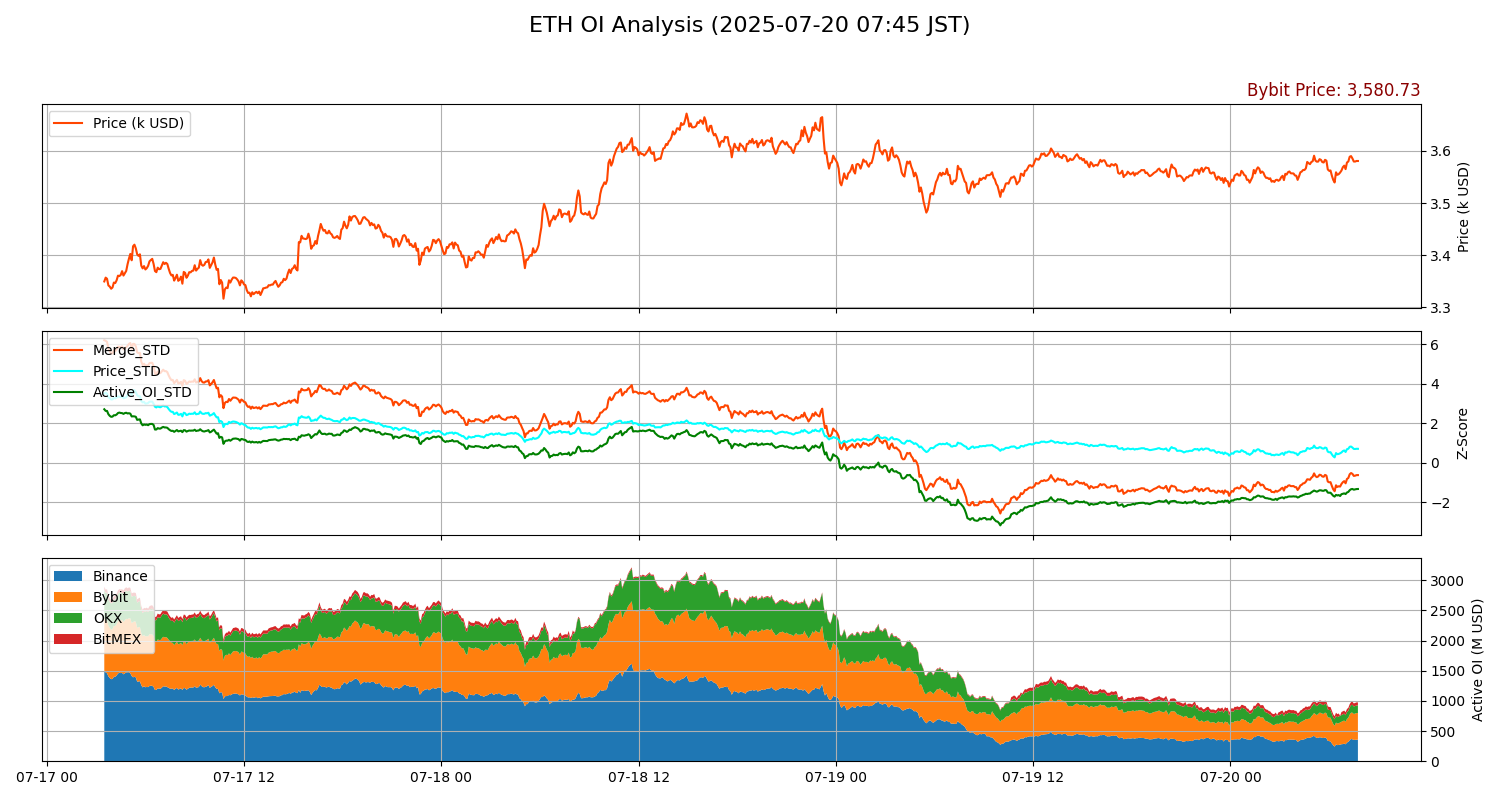 ETH OI Analysis (2025-07-20 07:45 JST)
Bybit Price: 3,580.73
Price (k USD)
3.6
3.5
3.4
3.3
Price (k USD)
Merge_STD
Price_STD
Active_OI_STD
6
4
2
0
−2
Z-Score
Binance
Bybit
OKX
BitMEX
3000
2500
2000
1500
1000
500
0
Active OI (M USD)
07-17 00
07-17 12
07-18 00
07-18 12
07-19 00
07-19 12
07-20 00